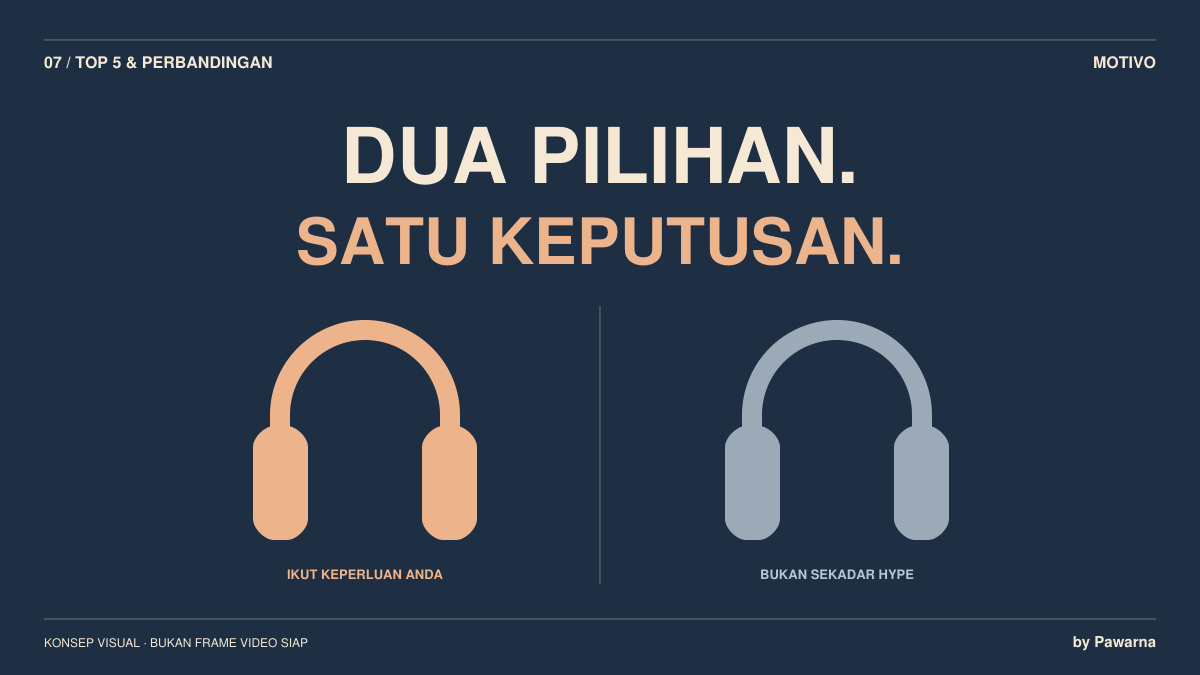 07 / TOP 5 & PERBANDINGAN
MOTIVO
DUA PILIHAN.
SATU KEPUTUSAN.
IKUT KEPERLUAN ANDA
BUKAN SEKADAR HYPE
KONSEP VISUAL · BUKAN FRAME VIDEO SIAP
by Pawarna